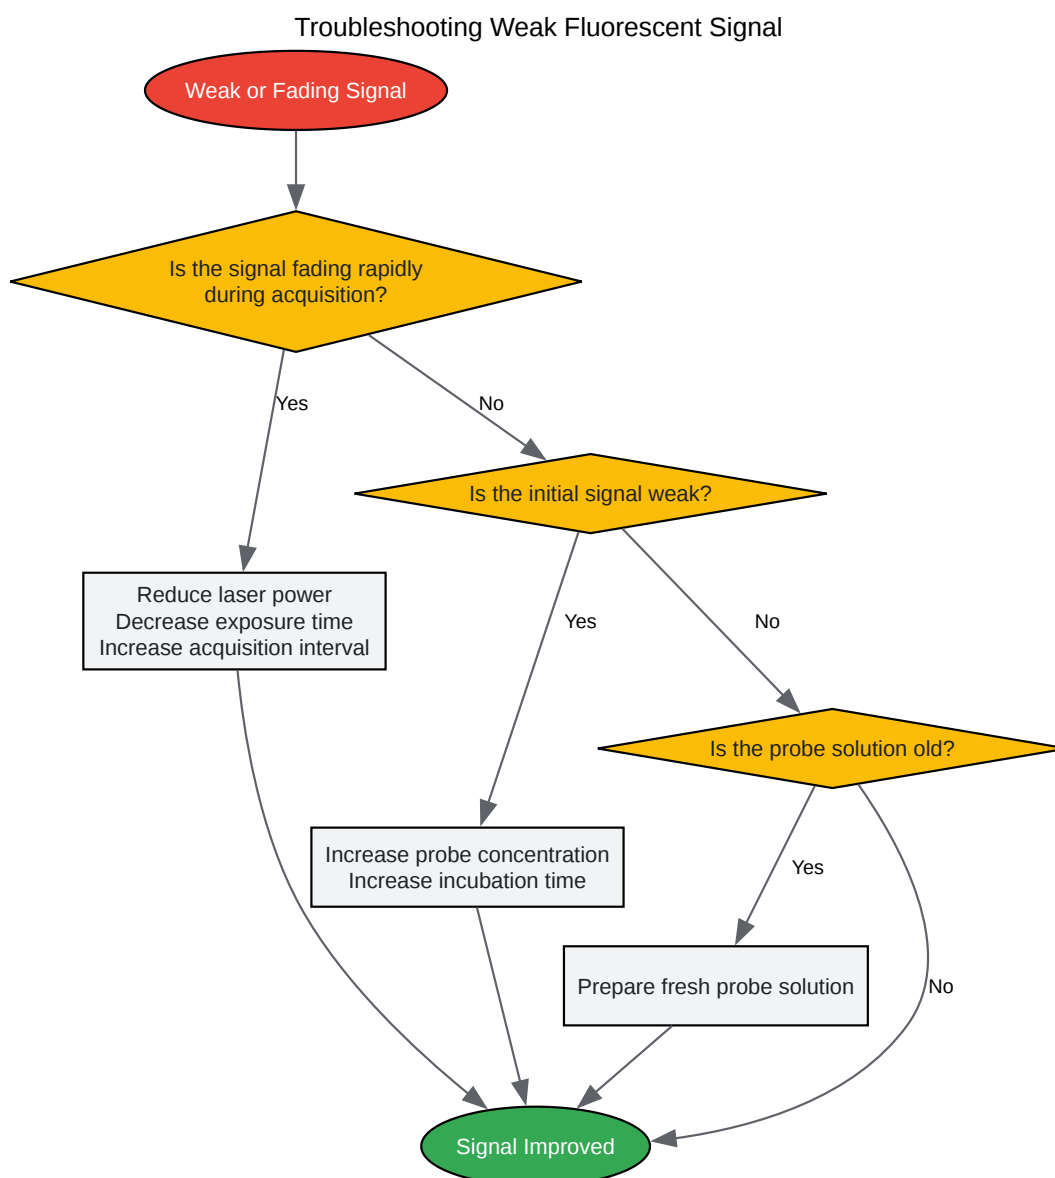 Troubleshooting Weak Fluorescent Signal
Weak or Fading Signal
Is the signal fading rapidly
during acquisition?
Yes
No
Is the initial signal weak?
Reduce laser power
Decrease exposure time
Increase acquisition interval
Yes
No
Is the probe solution old?
Increase probe concentration
Increase incubation time
Yes
Prepare fresh probe solution
No
Signal Improved